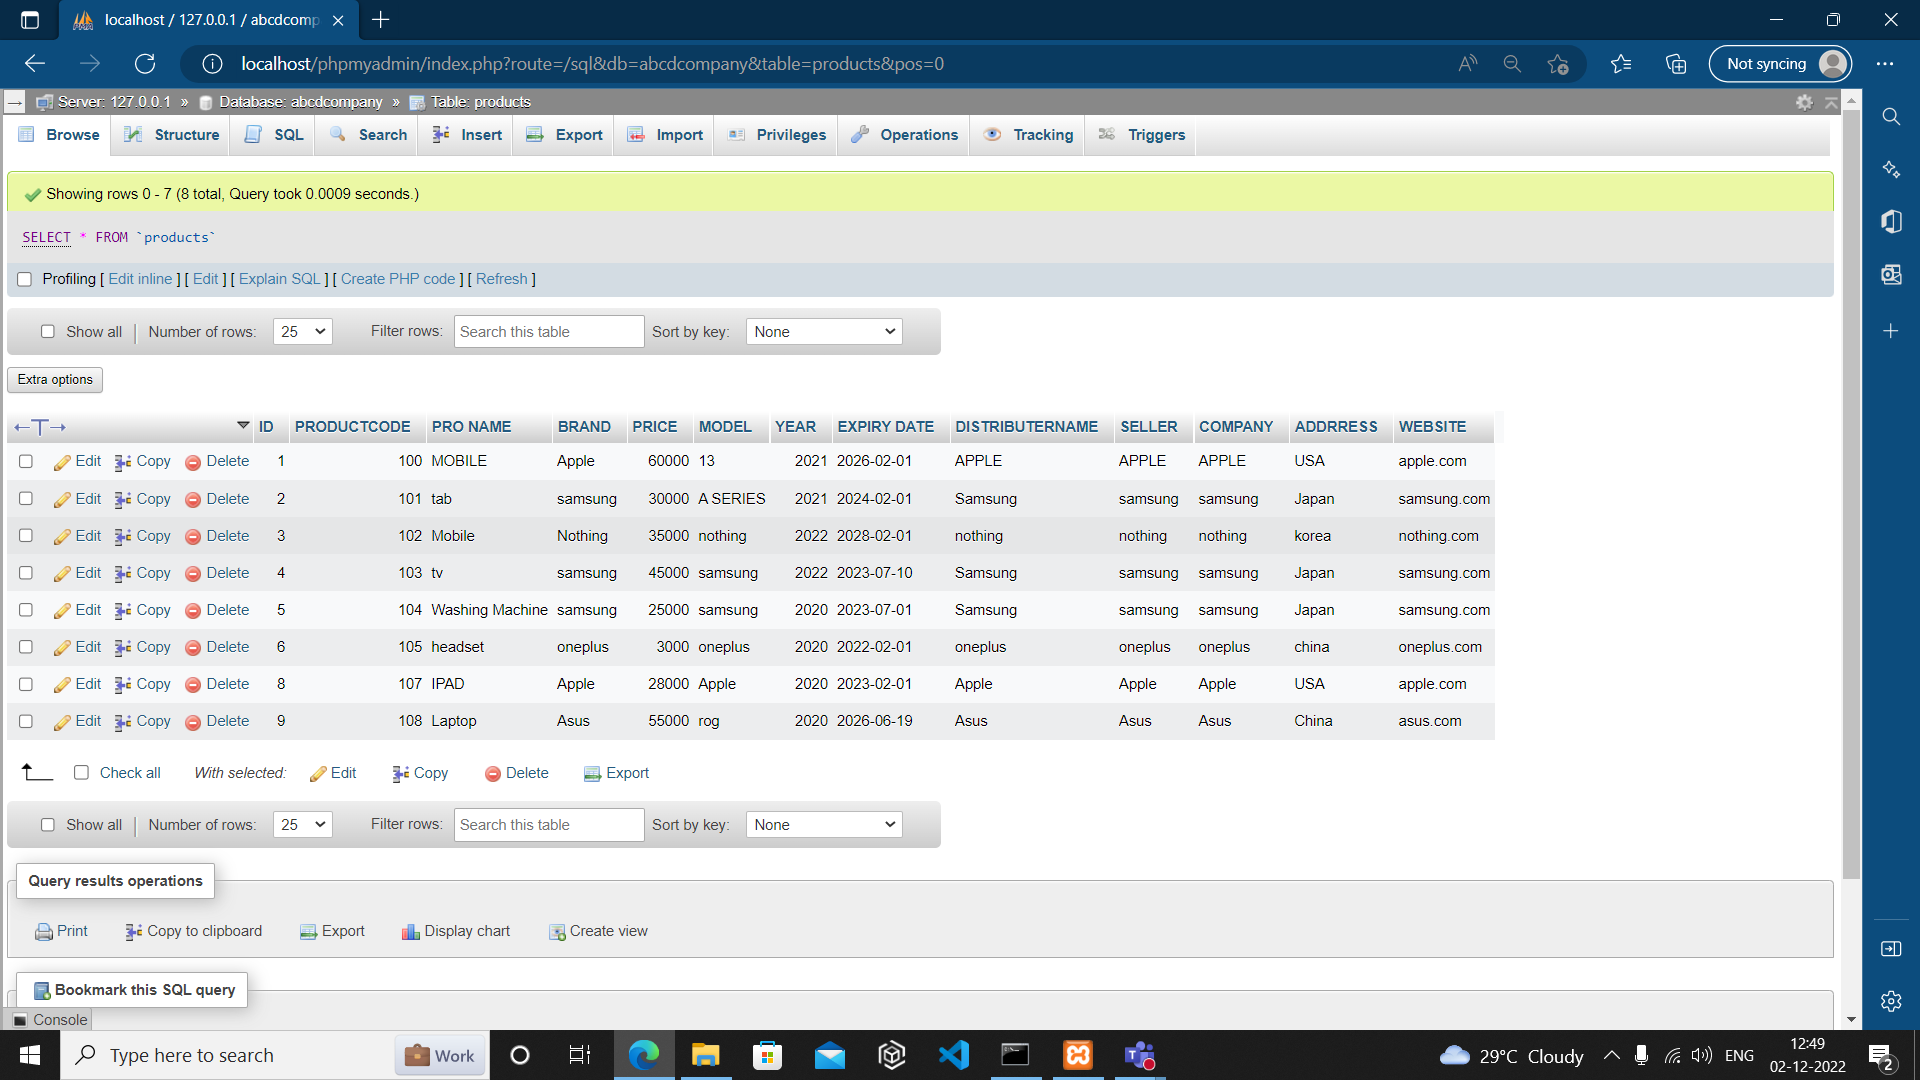 localhost / 127.0.0.1 / abcdcomp
localhost/phpmyadmin/index.php?route=/sql&db=abcdcompany&table=products&pos=0
Not syncing
Server: 127.0.0.1 » Database: abcdcompany » Table: products
Browse Structure SQL Search Insert Export Import Privileges Operations Tracking Triggers
Showing rows 0 - 7 (8 total, Query took 0.0009 seconds.)
SELECT * FROM `products`
Profiling [ Edit inline ] [ Edit ] [ Explain SQL ] [ Create PHP code ] [ Refresh ]
Show all Number of rows: 25 Filter rows: Search this table Sort by key: None
Extra options
ID PRODUCTCODE PRO NAME BRAND PRICE MODEL YEAR EXPIRY DATE DISTRIBUTERNAME SELLER COMPANY ADDRRESS WEBSITE
Edit Copy Delete 1 100 MOBILE Apple 60000 13 2021 2026-02-01 APPLE APPLE APPLE USA apple.com
Edit Copy Delete 2 101 tab samsung 30000 A SERIES 2021 2024-02-01 Samsung samsung samsung Japan samsung.com
Edit Copy Delete 3 102 Mobile Nothing 35000 nothing 2022 2028-02-01 nothing nothing nothing korea nothing.com
Edit Copy Delete 4 103 tv samsung 45000 samsung 2022 2023-07-10 Samsung samsung samsung Japan samsung.com
Edit Copy Delete 5 104 Washing Machine samsung 25000 samsung 2020 2023-07-01 Samsung samsung samsung Japan samsung.com
Edit Copy Delete 6 105 headset oneplus 3000 oneplus 2020 2022-02-01 oneplus oneplus oneplus china oneplus.com
Edit Copy Delete 8 107 IPAD Apple 28000 Apple 2020 2023-02-01 Apple Apple Apple USA apple.com
Edit Copy Delete 9 108 Laptop Asus 55000 rog 2020 2026-06-19 Asus Asus Asus China asus.com
Check all With selected: Edit Copy Delete Export
Show all Number of rows: 25 Filter rows: Search this table Sort by key: None
Query results operations
Print Copy to clipboard Export Display chart Create view
Bookmark this SQL query
Console
Type here to search Work 29°C Cloudy ENG 12:49
02-12-2022 2